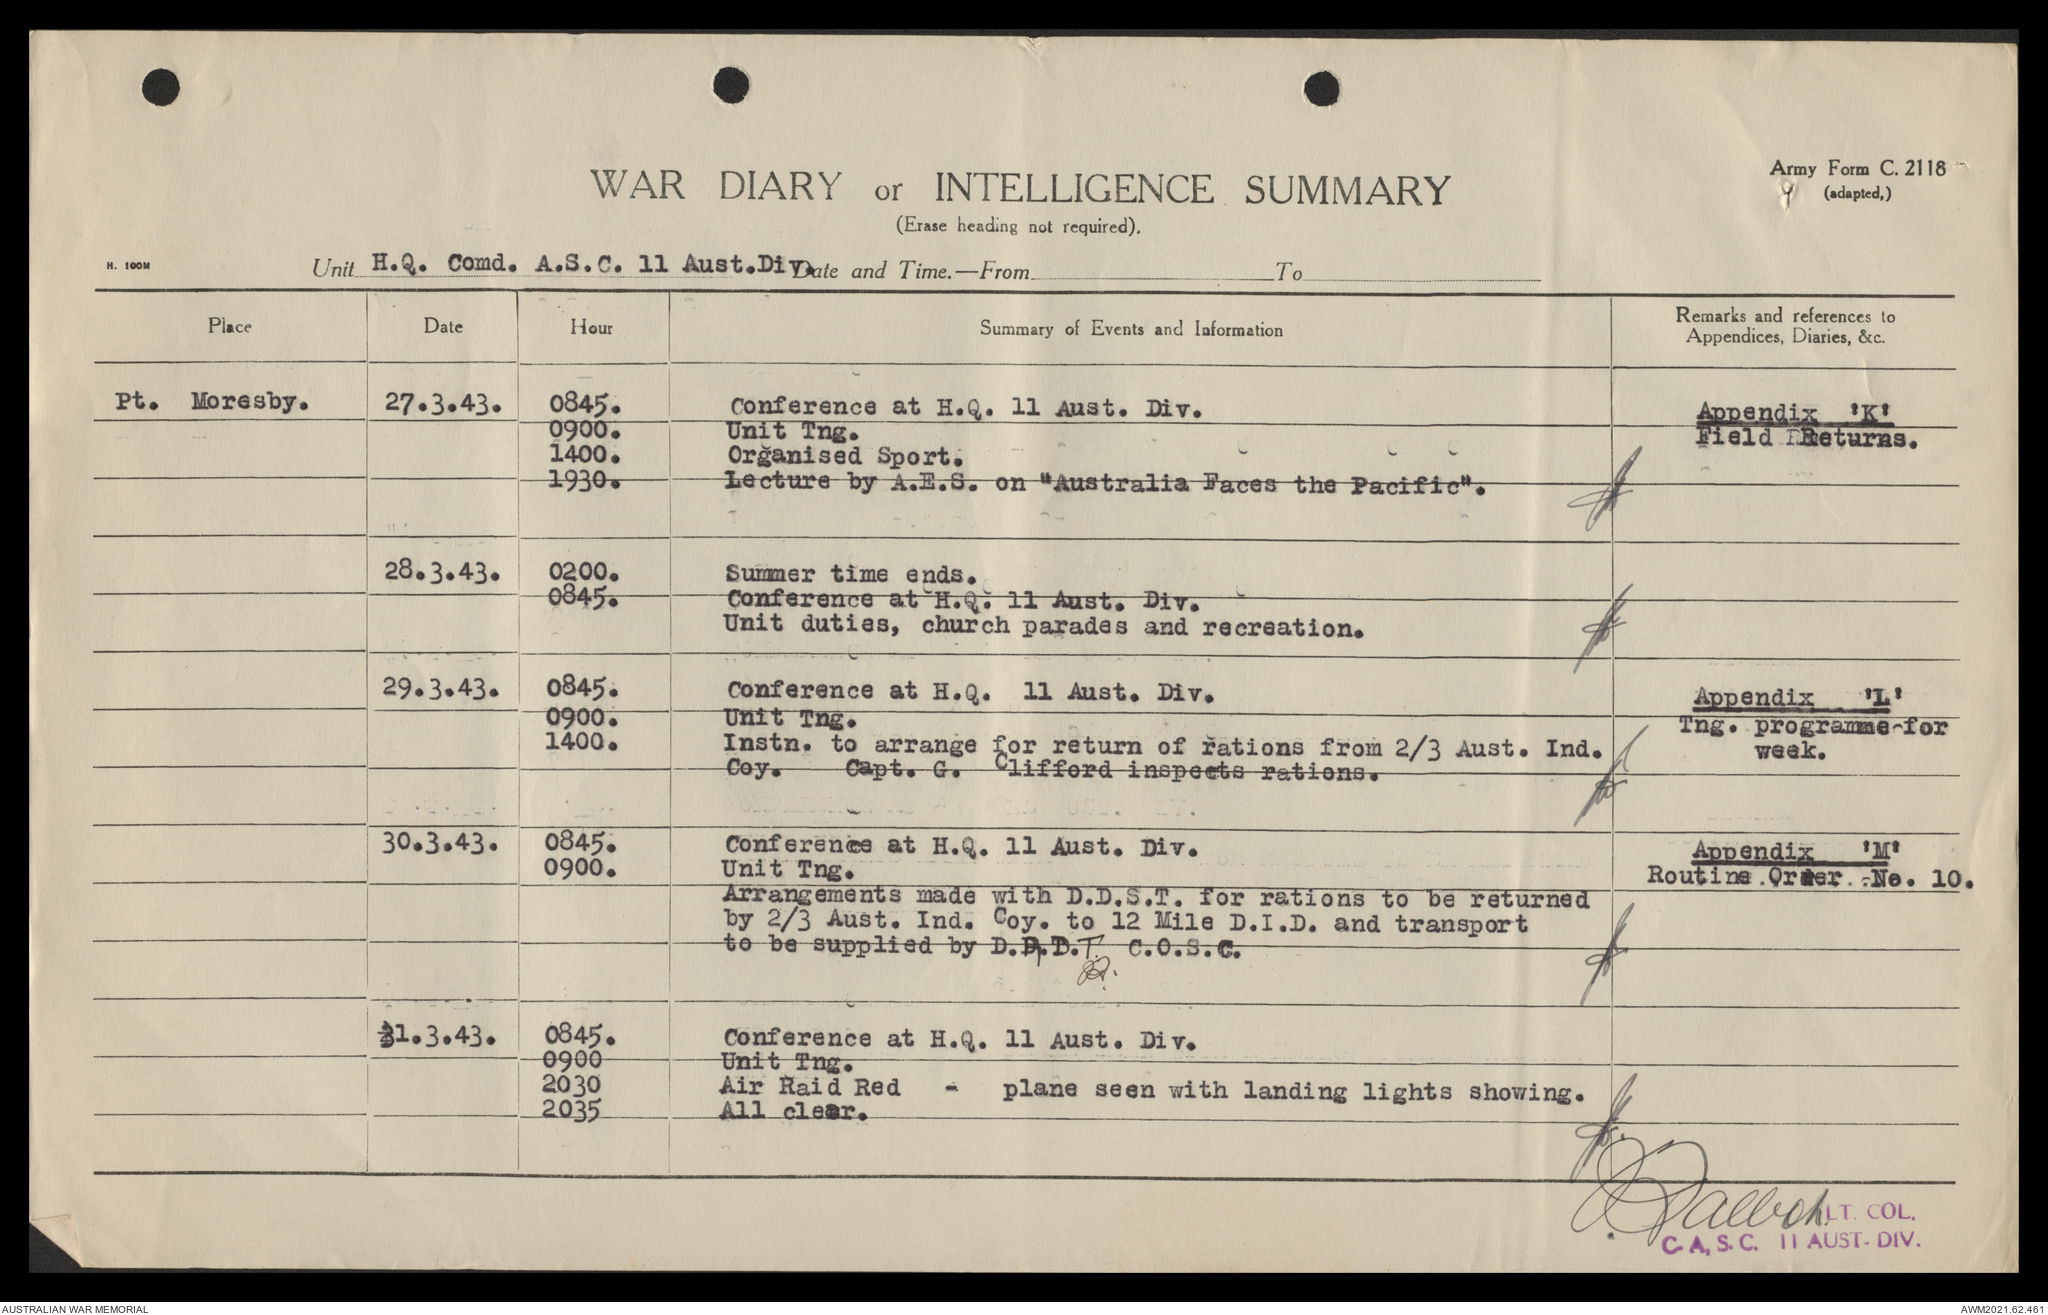 Army Form C. 2118
WAR DIARY or INTELLIGENCE SUMMARY
(adapted,)
(Erase heading not required).
H. 100M
Unit H.Q. Comd. A.S.C. 11 Aust.Div. Date and Time.—From To
Place Date Hour Summary of Events and Information Remarks and references to
Appendices, Diaries, &c.
Pt. Moresby. 27.3.43. 0845. Conference at H.Q. 11 Aust. Div. Appendix 'K'
0900. Unit Tng. Field Returns.
1400. Organised Sport.
1930. Lecture by A.E.S. on "Australia Faces the Pacific".
28.3.43. 0200. Summer time ends.
0845. Conference at H.Q. 11 Aust. Div.
Unit duties, church parades and recreation.
29.3.43. 0845. Conference at H.Q. 11 Aust. Div. Appendix 'L'
0900. Unit Tng. Tng. programme for
1400. Instn. to arrange for return of rations from 2/3 Aust. Ind. week.
Coy. Capt. G. Clifford inspects rations.
30.3.43. 0845. Conference at H.Q. 11 Aust. Div. Appendix 'M'
0900. Unit Tng. Routine Order No. 10.
Arrangements made with D.D.S.T. for rations to be returned
by 2/3 Aust. Ind. Coy. to 12 Mile D.I.D. and transport
to be supplied by D.D.T. C.O.S.C.
31.3.43. 0845. Conference at H.Q. 11 Aust. Div.
0900 Unit Tng.
2030 Air Raid Red - plane seen with landing lights showing.
2035 All clear.
LT. COL.
C.A.S.C. 11 AUST. DIV.
AUSTRALIAN WAR MEMORIAL AWM2021.62.461